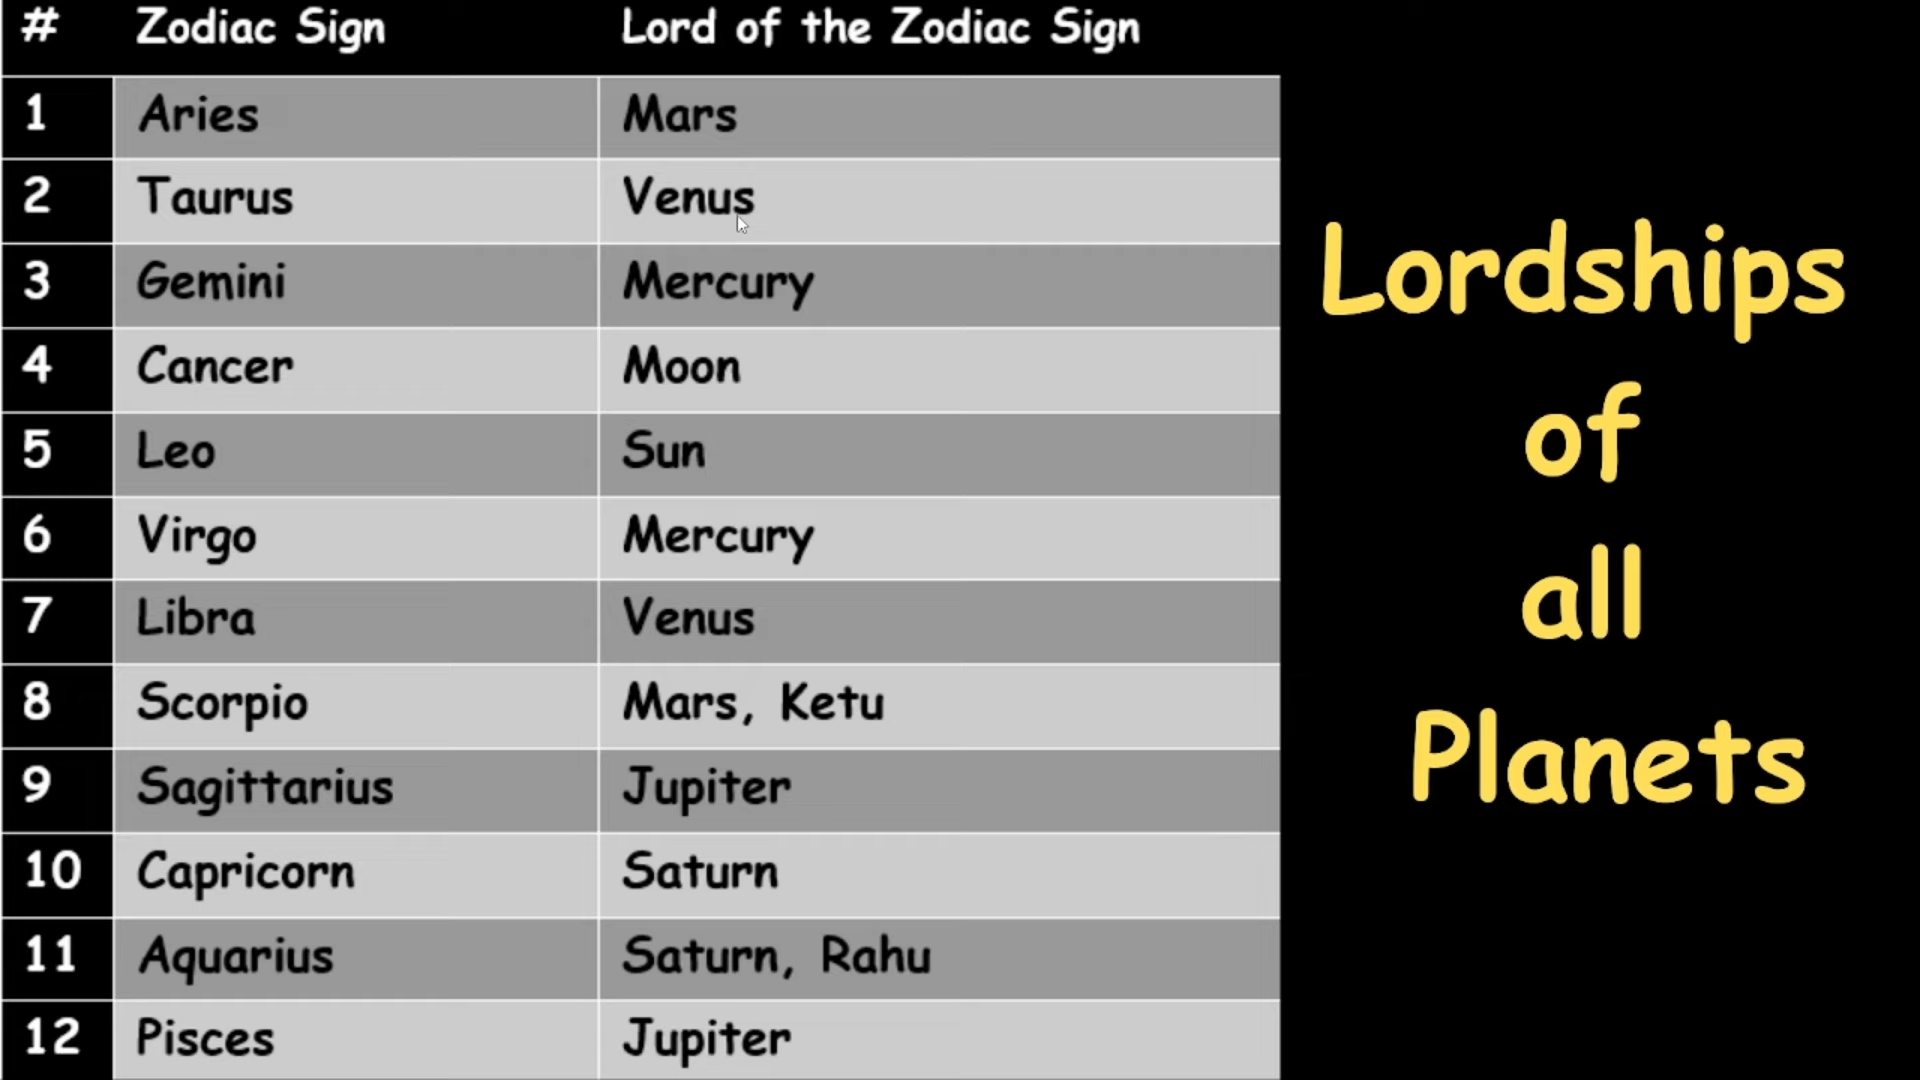 # Zodiac Sign Lord of the Zodiac Sign
1 Aries Mars
2 Taurus Venus
3 Gemini Mercury
4 Cancer Moon
5 Leo Sun
6 Virgo Mercury
7 Libra Venus
8 Scorpio Mars, Ketu
9 Sagittarius Jupiter
10 Capricorn Saturn
11 Aquarius Saturn, Rahu
12 Pisces Jupiter
Lordships
of
all
Planets